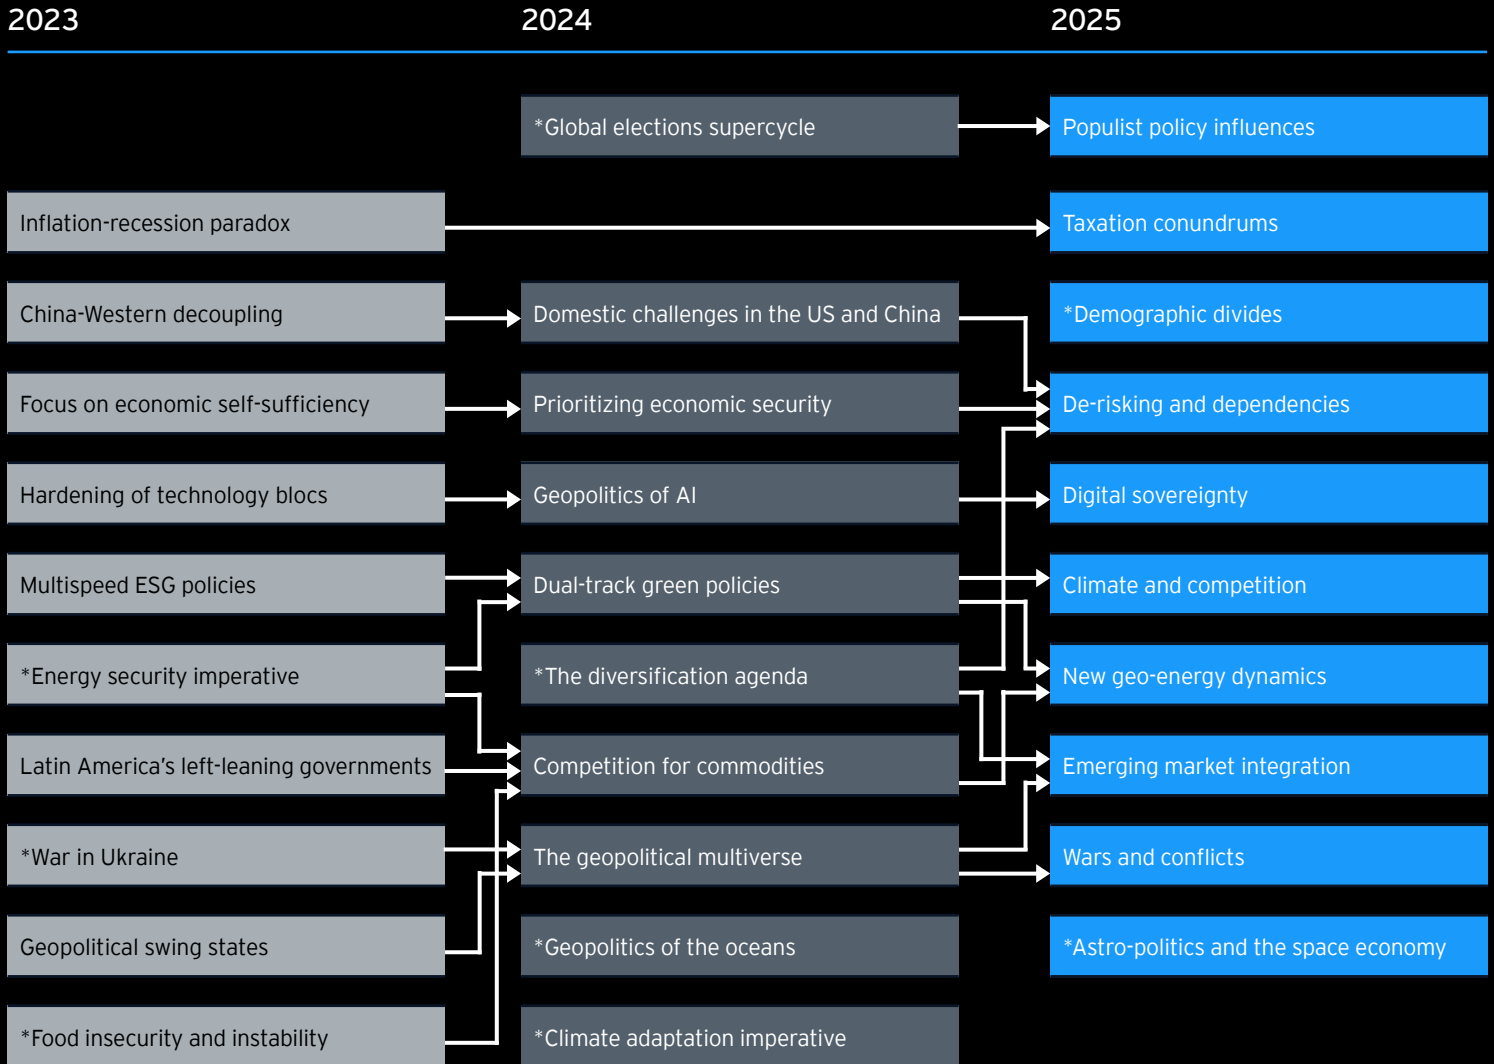 2023
2024
2025
*Global elections supercycle
Populist policy influences
Inflation-recession paradox
Taxation conundrums
China-Western decoupling
Domestic challenges in the US and China
*Demographic divides
Focus on economic self-sufficiency
Prioritizing economic security
De-risking and dependencies
Hardening of technology blocs
Geopolitics of AI
Digital sovereignty
Multispeed ESG policies
Dual-track green policies
Climate and competition
*Energy security imperative
*The diversification agenda
New geo-energy dynamics
Latin America’s left-leaning governments
Competition for commodities
Emerging market integration
*War in Ukraine
The geopolitical multiverse
Wars and conflicts
Geopolitical swing states
*Geopolitics of the oceans
*Astro-politics and the space economy
*Food insecurity and instability
*Climate adaptation imperative